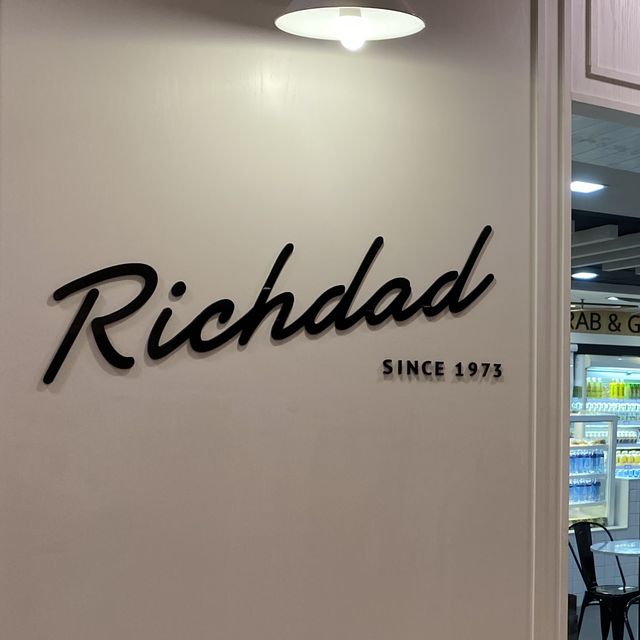 Richdad
SINCE 1973
RAB & G